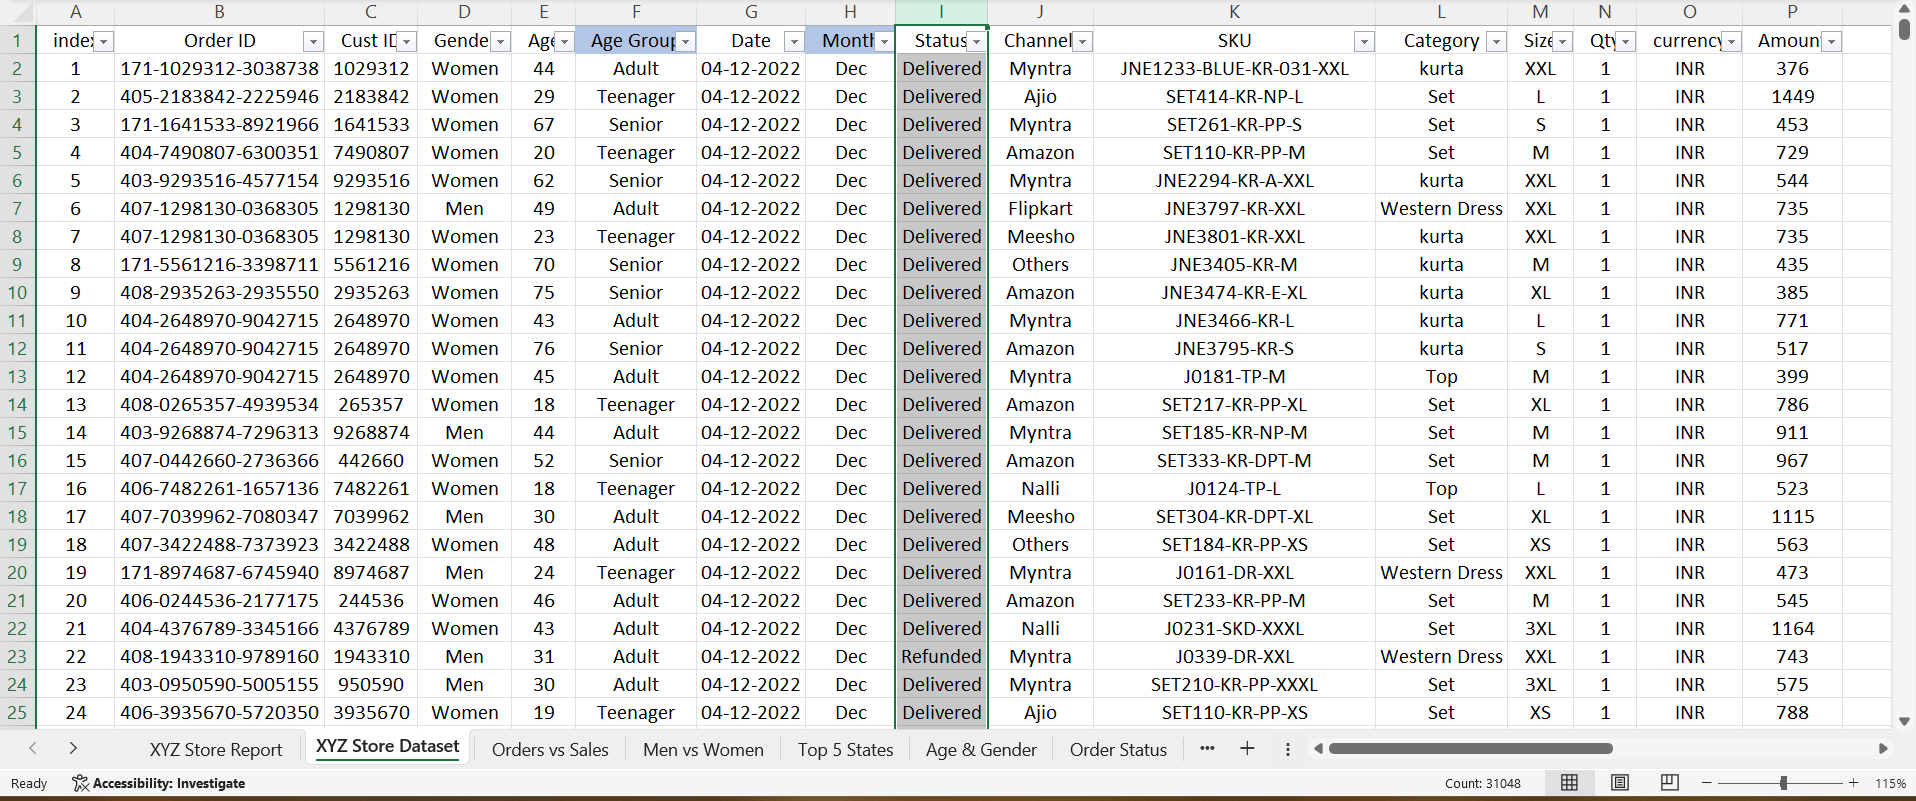 A B C D E F G H I J K L M N O P
1 index Order ID Cust ID Gende Age Age Group Date Month Status Channel SKU Category Size Qty currency Amoun
2 1 171-1029312-3038738 1029312 Women 44 Adult 04-12-2022 Dec Delivered Myntra JNE1233-BLUE-KR-031-XXL kurta XXL 1 INR 376
3 2 405-2183842-2225946 2183842 Women 29 Teenager 04-12-2022 Dec Delivered Ajio SET414-KR-NP-L Set L 1 INR 1449
4 3 171-1641533-8921966 1641533 Women 67 Senior 04-12-2022 Dec Delivered Myntra SET261-KR-PP-S Set S 1 INR 453
5 4 404-7490807-6300351 7490807 Women 20 Teenager 04-12-2022 Dec Delivered Amazon SET110-KR-PP-M Set M 1 INR 729
6 5 403-9293516-4577154 9293516 Women 62 Senior 04-12-2022 Dec Delivered Myntra JNE2294-KR-A-XXL kurta XXL 1 INR 544
7 6 407-1298130-0368305 1298130 Men 49 Adult 04-12-2022 Dec Delivered Flipkart JNE3797-KR-XXL Western Dress XXL 1 INR 735
8 7 407-1298130-0368305 1298130 Women 23 Teenager 04-12-2022 Dec Delivered Meesho JNE3801-KR-XXL kurta XXL 1 INR 735
9 8 171-5561216-3398711 5561216 Women 70 Senior 04-12-2022 Dec Delivered Others JNE3405-KR-M kurta M 1 INR 435
10 9 408-2935263-2935550 2935263 Women 75 Senior 04-12-2022 Dec Delivered Amazon JNE3474-KR-E-XL kurta XL 1 INR 385
11 10 404-2648970-9042715 2648970 Women 43 Adult 04-12-2022 Dec Delivered Myntra JNE3466-KR-L kurta L 1 INR 771
12 11 404-2648970-9042715 2648970 Women 76 Senior 04-12-2022 Dec Delivered Amazon JNE3795-KR-S kurta S 1 INR 517
13 12 404-2648970-9042715 2648970 Women 45 Adult 04-12-2022 Dec Delivered Myntra J0181-TP-M Top M 1 INR 399
14 13 408-0265357-4939534 265357 Women 18 Teenager 04-12-2022 Dec Delivered Amazon SET217-KR-PP-XL Set XL 1 INR 786
15 14 403-9268874-7296313 9268874 Men 44 Adult 04-12-2022 Dec Delivered Myntra SET185-KR-NP-M Set M 1 INR 911
16 15 407-0442660-2736366 442660 Women 52 Senior 04-12-2022 Dec Delivered Amazon SET333-KR-DPT-M Set M 1 INR 967
17 16 406-7482261-1657136 7482261 Women 18 Teenager 04-12-2022 Dec Delivered Nalli J0124-TP-L Top L 1 INR 523
18 17 407-7039962-7080347 7039962 Men 30 Adult 04-12-2022 Dec Delivered Meesho SET304-KR-DPT-XL Set XL 1 INR 1115
19 18 407-3422488-7373923 3422488 Women 48 Adult 04-12-2022 Dec Delivered Others SET184-KR-PP-XS Set XS 1 INR 563
20 19 171-8974687-6745940 8974687 Men 24 Teenager 04-12-2022 Dec Delivered Myntra J0161-DR-XXL Western Dress XXL 1 INR 473
21 20 406-0244536-2177175 244536 Women 46 Adult 04-12-2022 Dec Delivered Amazon SET233-KR-PP-M Set M 1 INR 545
22 21 404-4376789-3345166 4376789 Women 43 Adult 04-12-2022 Dec Delivered Nalli J0231-SKD-XXXL Set 3XL 1 INR 1164
23 22 408-1943310-9789160 1943310 Men 31 Adult 04-12-2022 Dec Refunded Myntra J0339-DR-XXL Western Dress XXL 1 INR 743
24 23 403-0950590-5005155 950590 Men 30 Adult 04-12-2022 Dec Delivered Myntra SET210-KR-PP-XXXL Set 3XL 1 INR 575
25 24 406-3935670-5720350 3935670 Women 19 Teenager 04-12-2022 Dec Delivered Ajio SET110-KR-PP-XS Set XS 1 INR 788
XYZ Store Report XYZ Store Dataset Orders vs Sales Men vs Women Top 5 States Age & Gender Order Status
Ready Accessibility: Investigate Count: 31048 115%